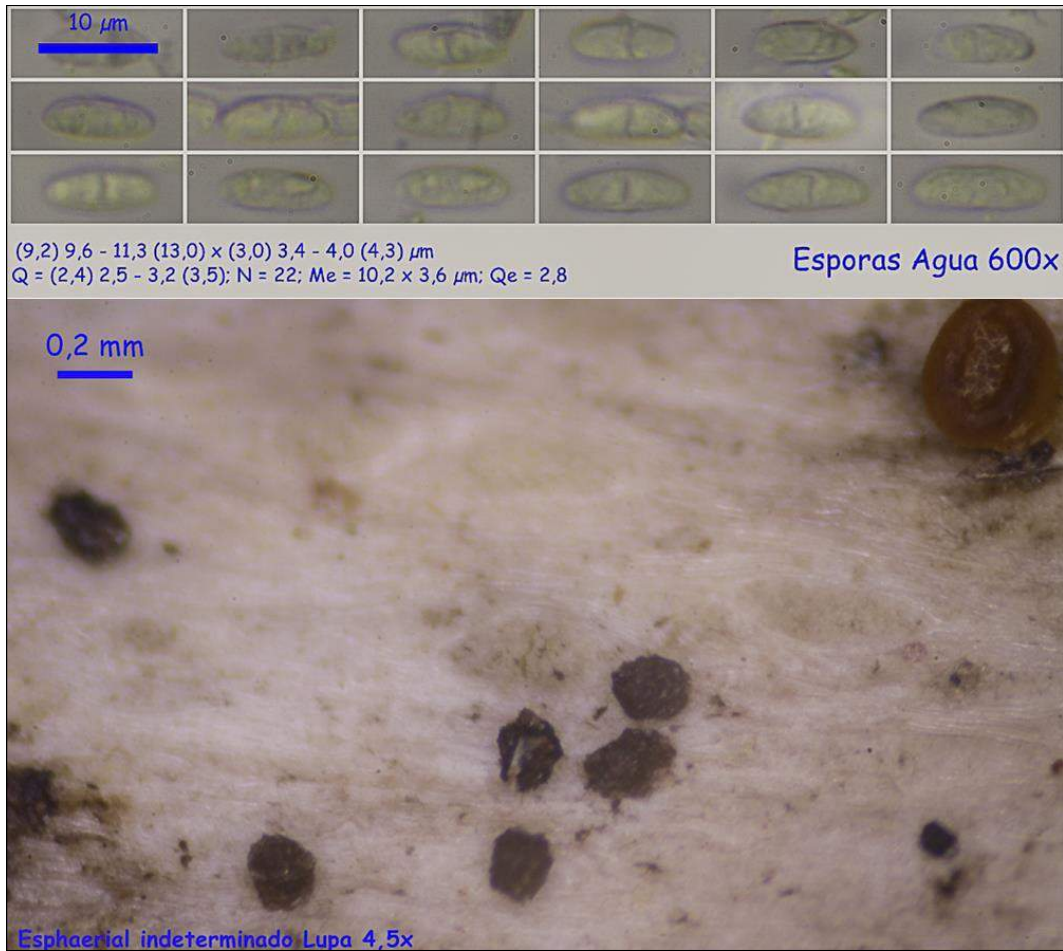 10 µm
(9,2) 9,6 - 11,3 (13,0) x (3,0) 3,4 - 4,0 (4,3) µm
Q = (2,4) 2,5 - 3,2 (3,5); N = 22; Me = 10,2 x 3,6 µm; Qe = 2,8
Esporas Agua 600x
0,2 mm
Esphaerial indeterminado Lupa 4,5x